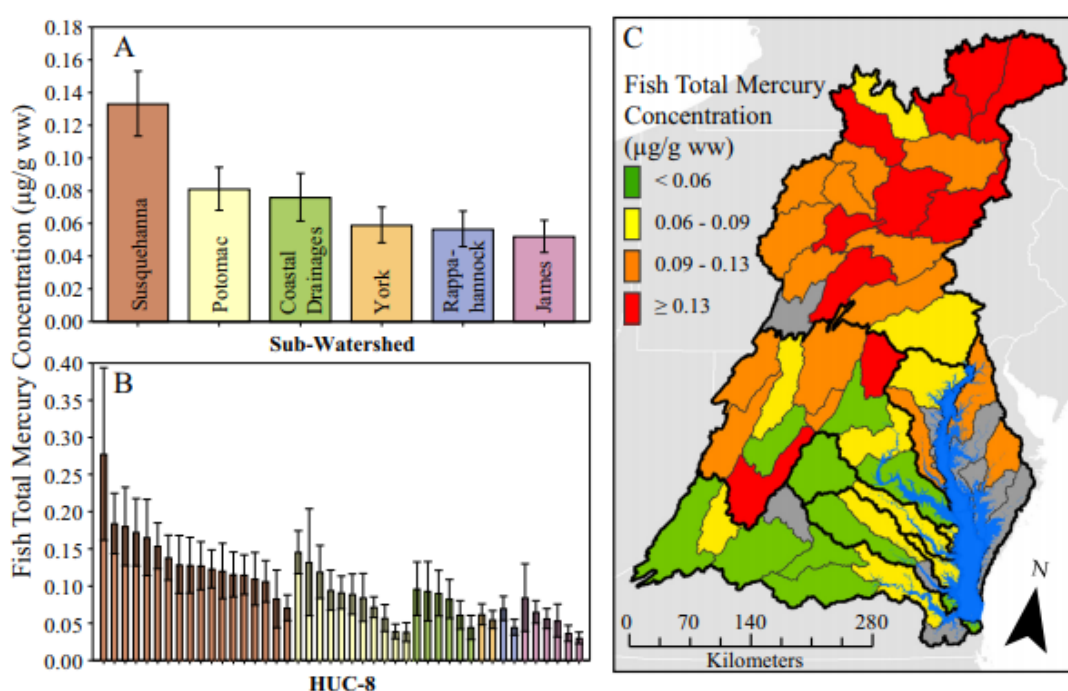 Fish Total Mercury Concentration (µg/g ww)
A
0.18
0.16
0.14
0.12
0.10
0.08
0.06
0.04
0.02
0.00
Susquehanna
Potomac
Coastal
Drainages
York
Rappa-
hannock
James
Sub-Watershed
B
0.40
0.35
0.30
0.25
0.20
0.15
0.10
0.05
0.00
HUC-8
C
Fish Total Mercury
Concentration
(µg/g ww)
< 0.06
0.06 - 0.09
0.09 - 0.13
≥ 0.13
N
0 70 140 280
Kilometers